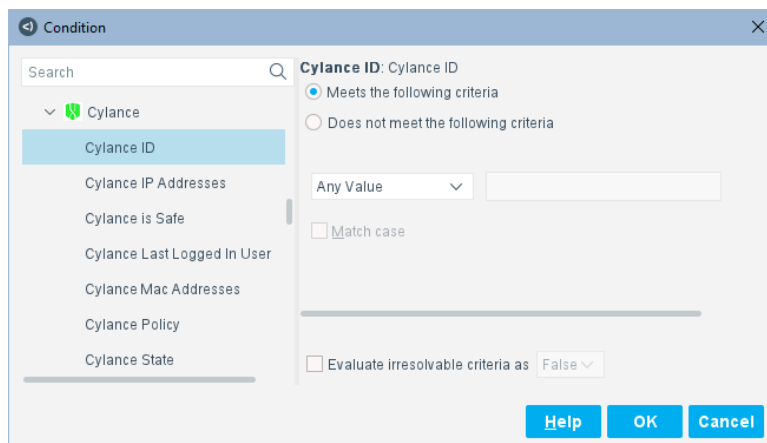 Condition
Search
Cylance
Cylance ID
Cylance IP Addresses
Cylance is Safe
Cylance Last Logged In User
Cylance Mac Addresses
Cylance Policy
Cylance State
Cylance ID: Cylance ID
Meets the following criteria
Does not meet the following criteria
Any Value
Match case
Evaluate irresolvable criteria as False
Help OK Cancel